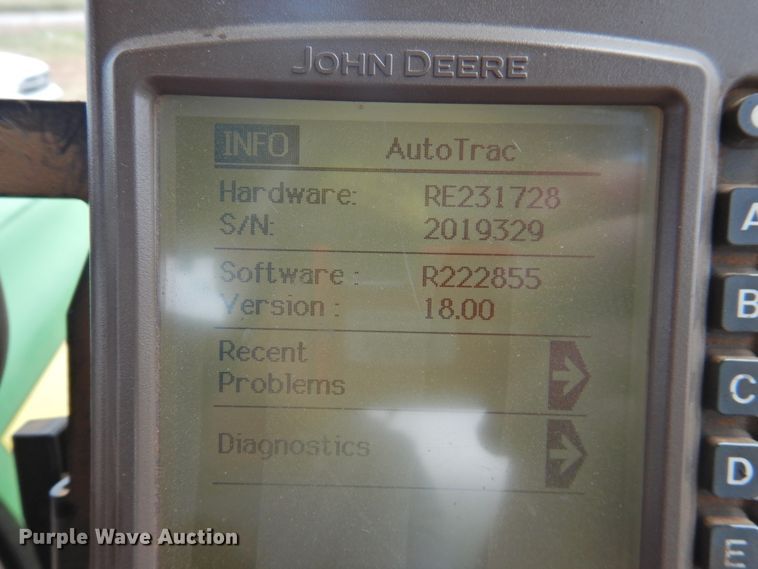 JOHN DEERE
INFO AutoTrac
Hardware: RE231728
S/N: 2019329
Software : R222855
Version : 18.00
Recent
Problems
Diagnostics
A
B
C
D
E
Purple Wave Auction